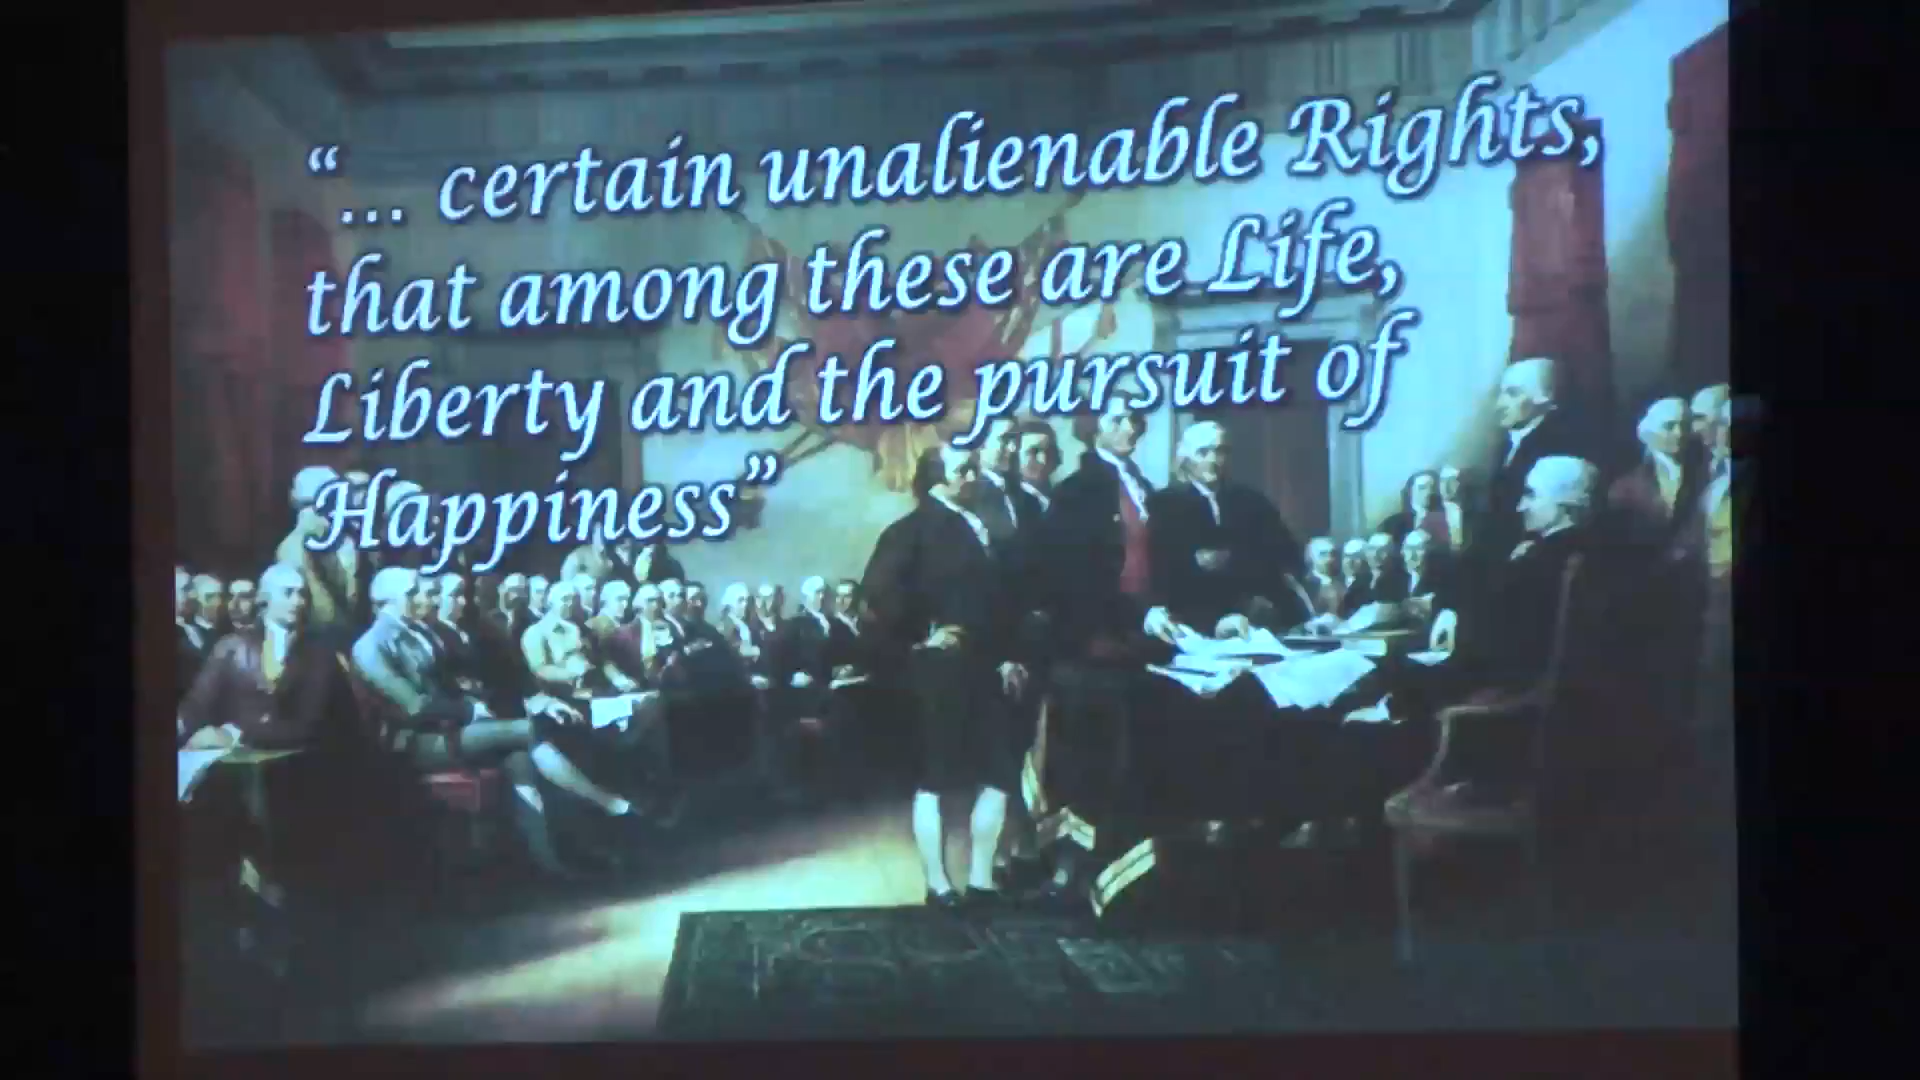 “... certain unalienable Rights,
that among these are Life,
Liberty and the pursuit of
Happiness”